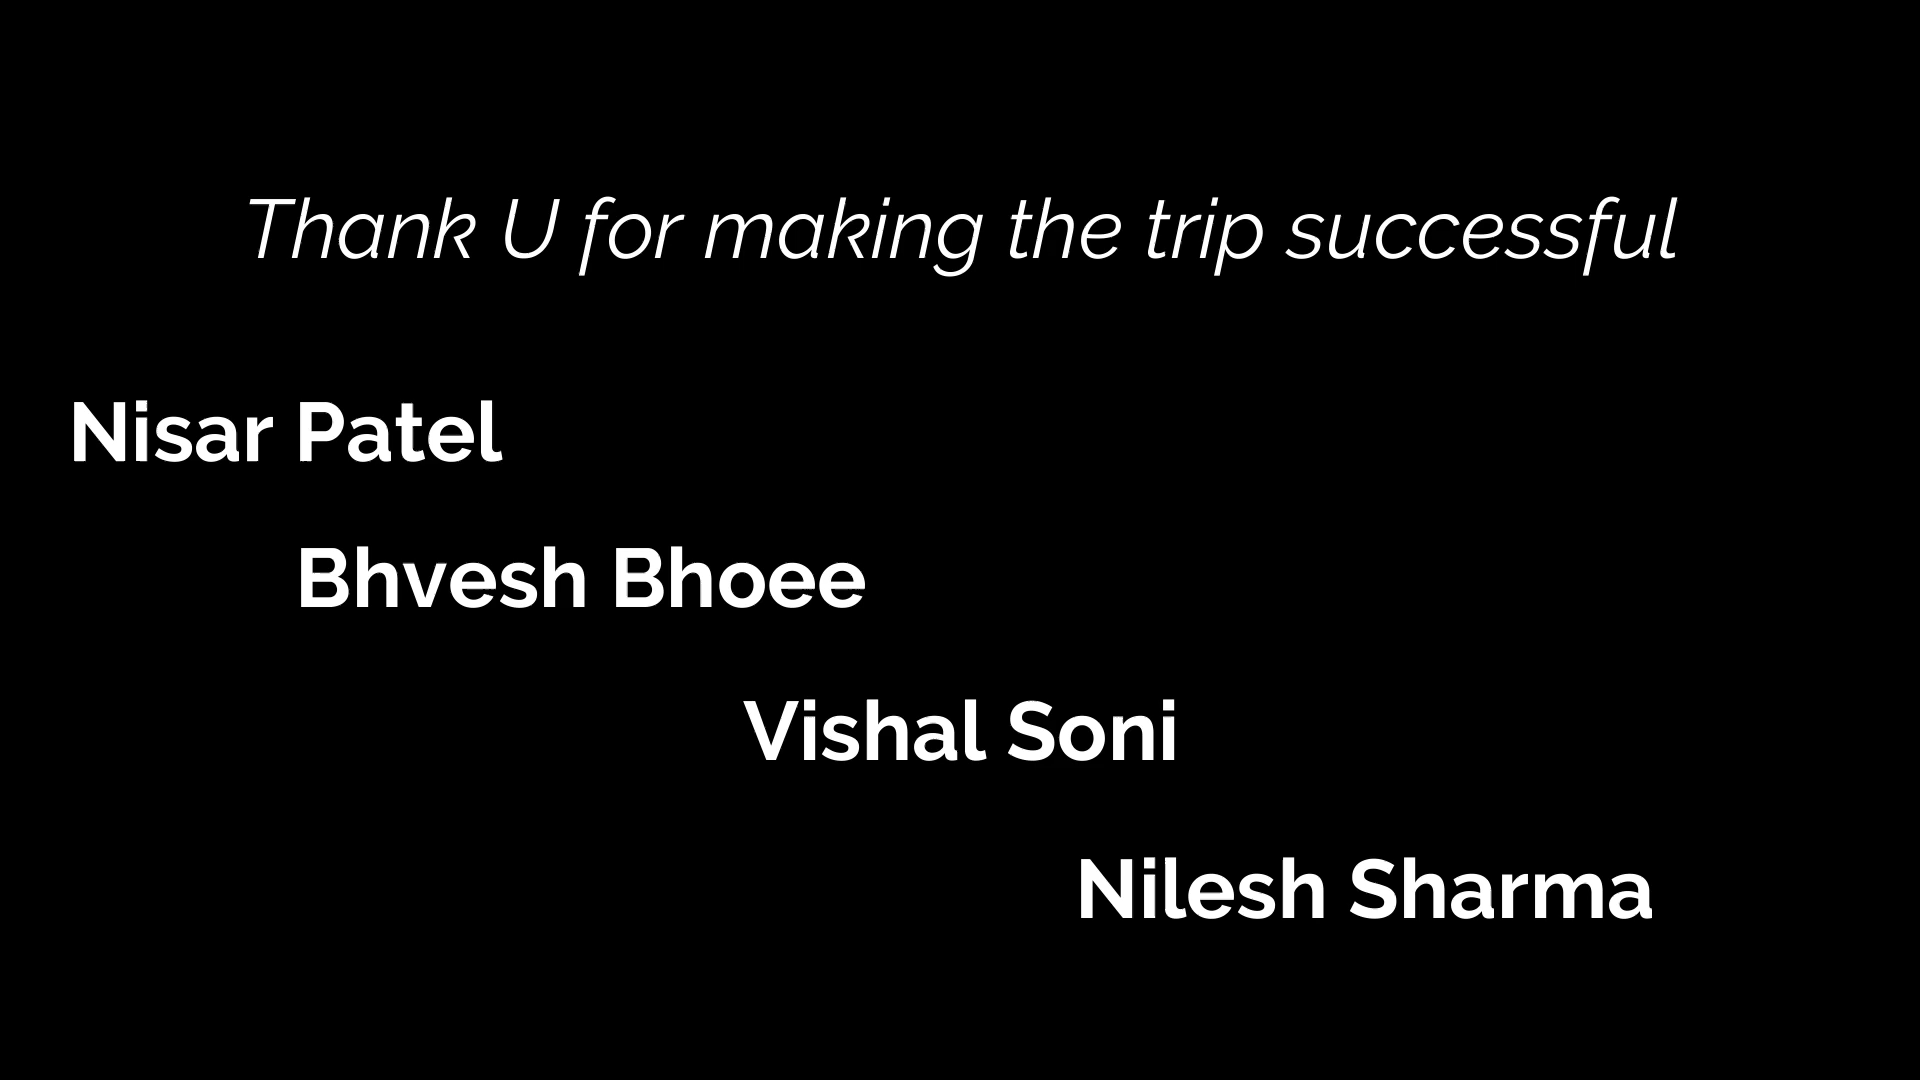 Thank U for making the trip successful
Nisar Patel
Bhvesh Bhoee
Vishal Soni
Nilesh Sharma